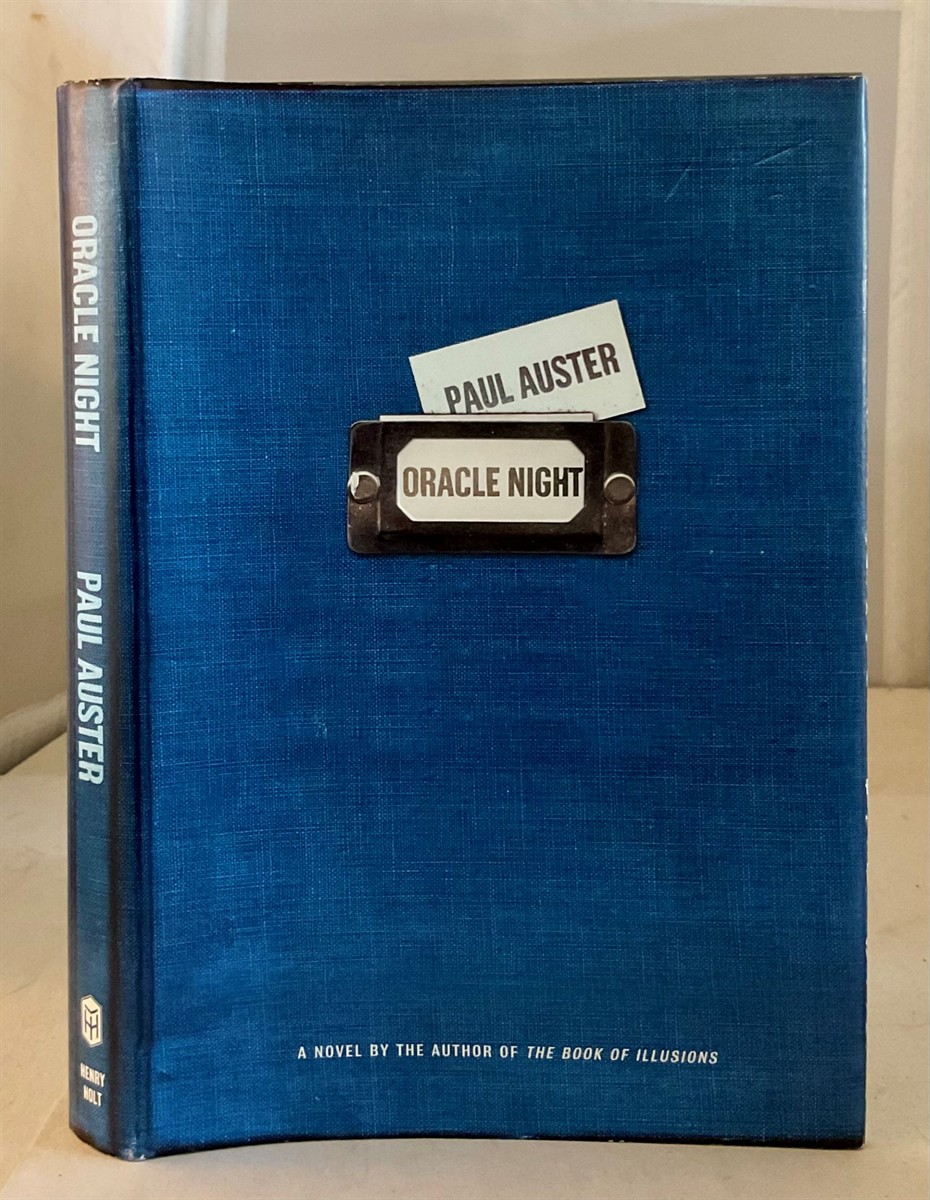 ORACLE NIGHT
PAUL AUSTER
HENRY
HOLT
PAUL AUSTER
ORACLE NIGHT
A NOVEL BY THE AUTHOR OF THE BOOK OF ILLUSIONS